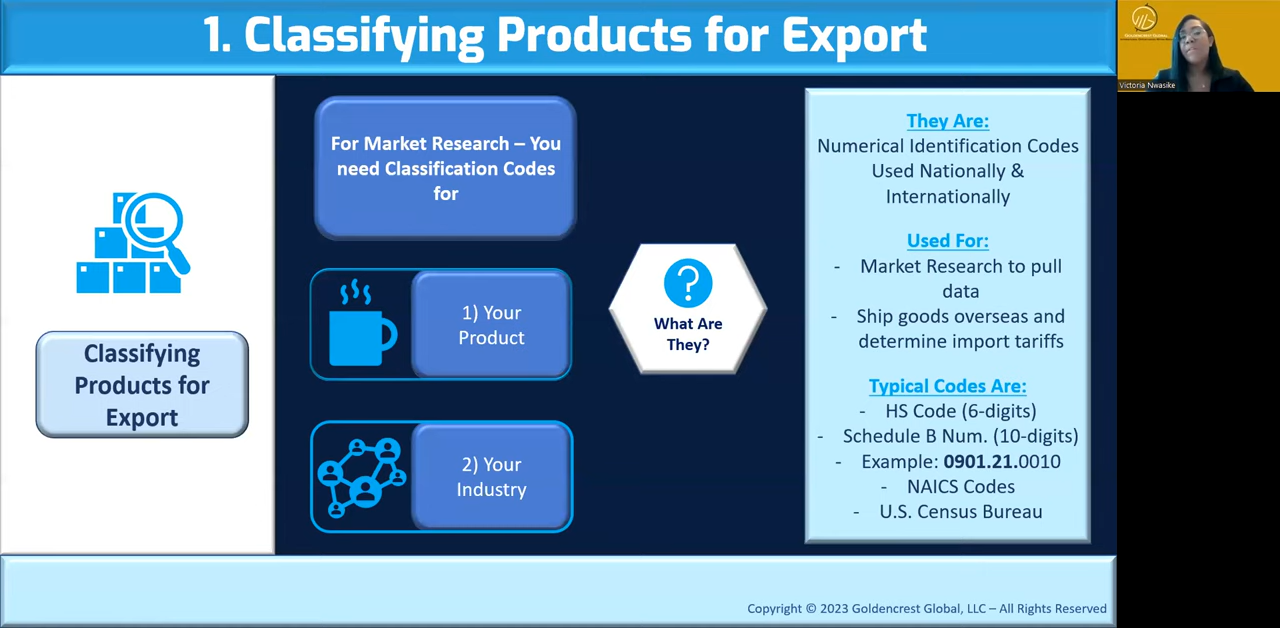 1. Classifying Products for Export
Victoria Nwasike
For Market Research – You
need Classification Codes
for
1) Your
Product
2) Your
Industry
Classifying
Products for
Export
What Are
They?
They Are:
Numerical Identification Codes
Used Nationally &
Internationally
Used For:
- Market Research to pull
data
- Ship goods overseas and
determine import tariffs
Typical Codes Are:
- HS Code (6-digits)
- Schedule B Num. (10-digits)
- Example: 0901.21.0010
- NAICS Codes
- U.S. Census Bureau
Copyright © 2023 Goldencrest Global, LLC – All Rights Reserved